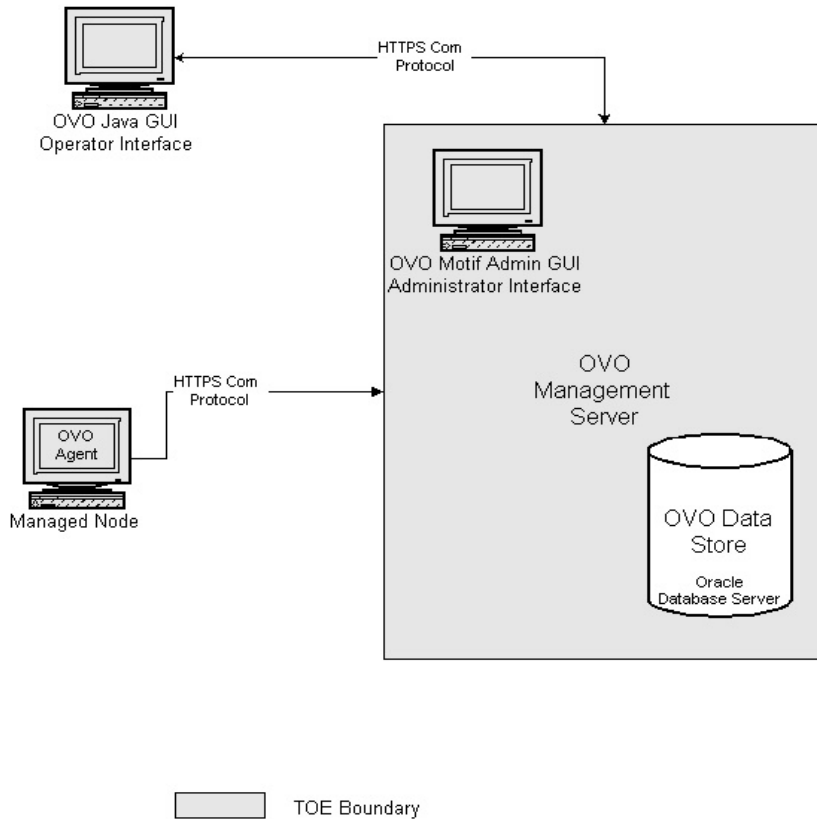 HTTPS Com
Protocol
OVO Java GUI
Operator Interface
OVO Motif Admin GUI
Administrator Interface
OVO
Management
Server
HTTPS Com
Protocol
OVO
Agent
Managed Node
OVO Data
Store
Oracle
Database Server
TOE Boundary